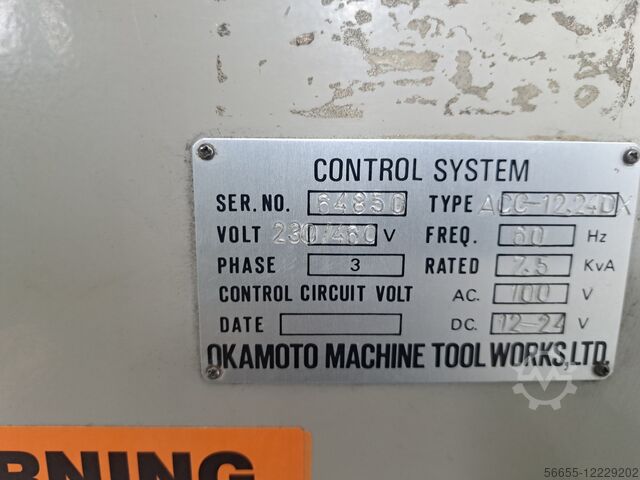 CONTROL SYSTEM
SER. NO. 64850 TYPE ACC-12.24DX
VOLT 230/460 V FREQ. 60 Hz
PHASE 3 RATED 7.5 KVA
CONTROL CIRCUIT VOLT AC. 100 V
DATE DC. 12-24 V
OKAMOTO MACHINE TOOL WORKS, LTD.
RNING
56655-12229202